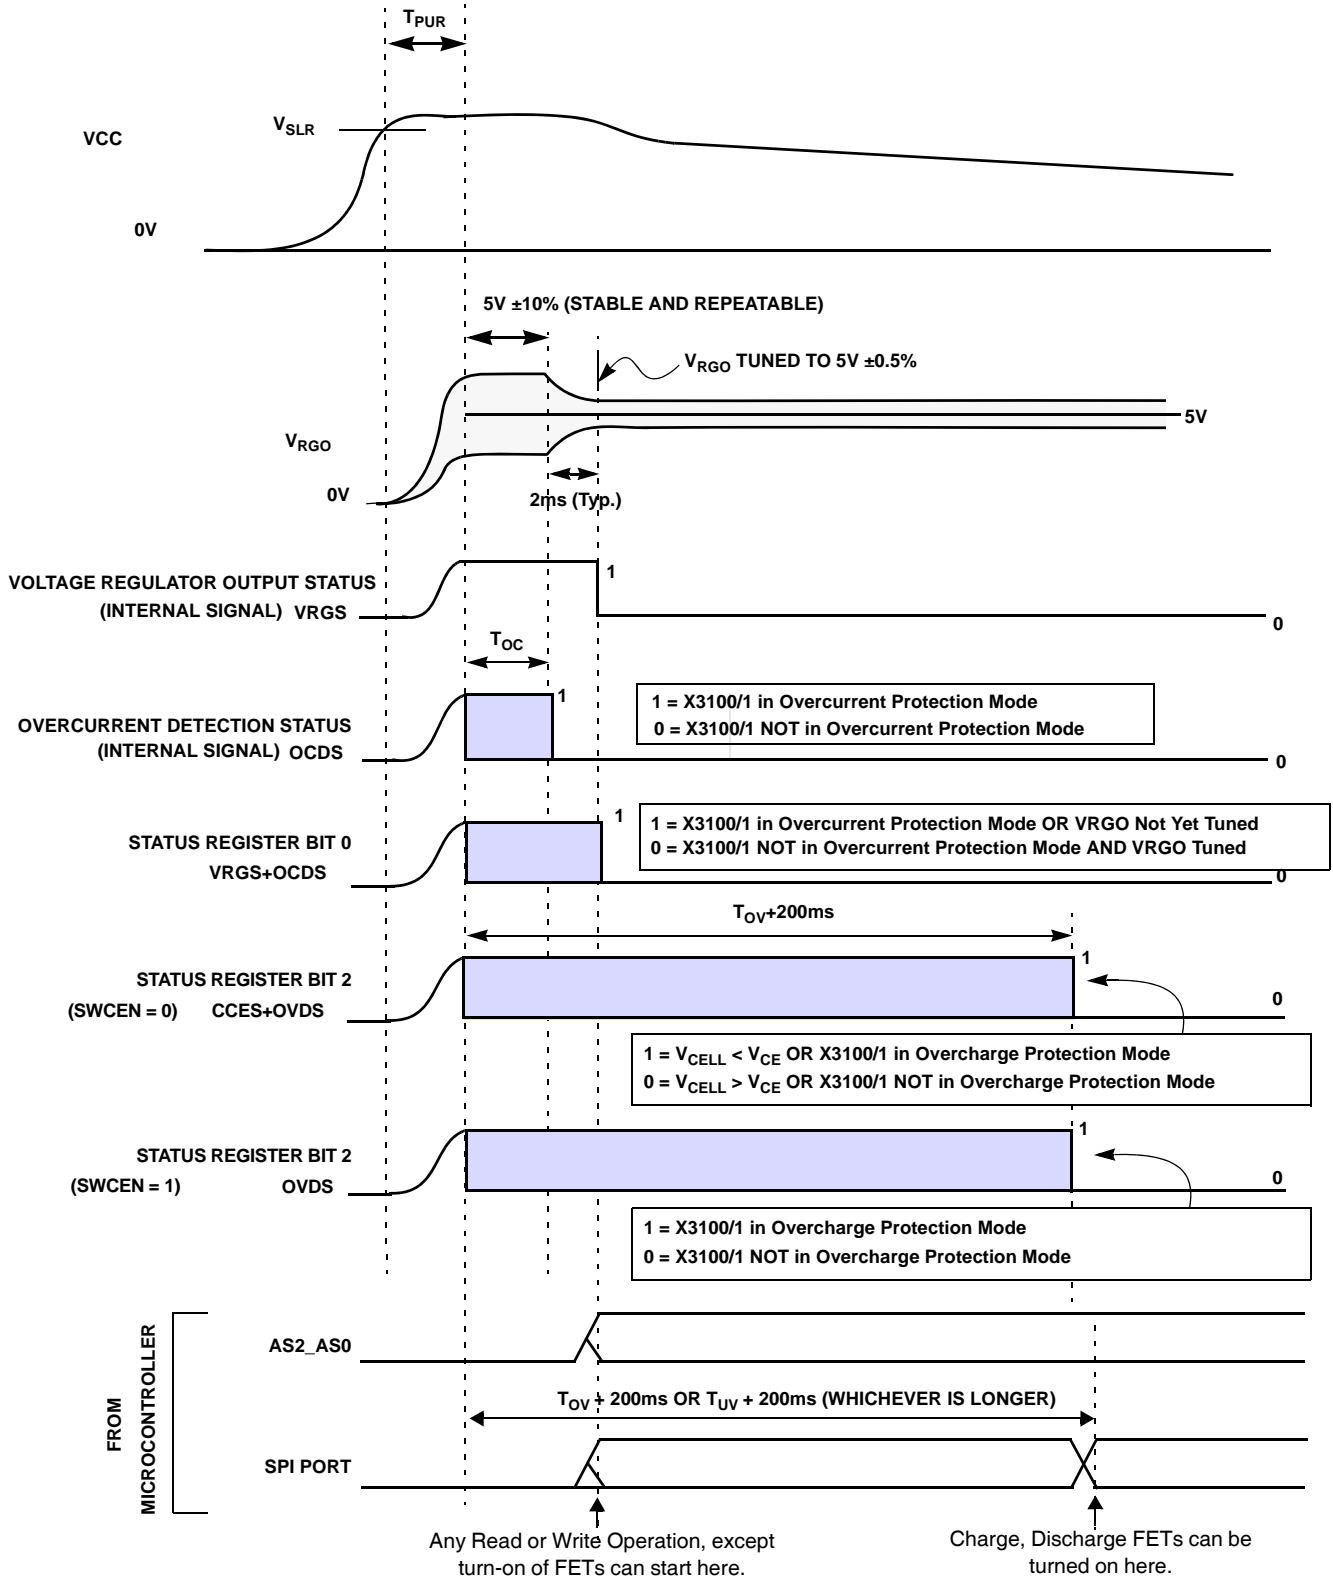 TPUR
VSLR
VCC
0V
5V ±10% (STABLE AND REPEATABLE)
VRGO TUNED TO 5V ±0.5%
5V
VRGO
0V
2ms (Typ.)
VOLTAGE REGULATOR OUTPUT STATUS
(INTERNAL SIGNAL) VRGS
1
0
TOC
OVERCURRENT DETECTION STATUS
(INTERNAL SIGNAL) OCDS
1
1 = X3100/1 in Overcurrent Protection Mode
0 = X3100/1 NOT in Overcurrent Protection Mode
0
STATUS REGISTER BIT 0
VRGS+OCDS
1
1 = X3100/1 in Overcurrent Protection Mode OR VRGO Not Yet Tuned
0 = X3100/1 NOT in Overcurrent Protection Mode AND VRGO Tuned
0
TOV+200ms
STATUS REGISTER BIT 2
(SWCEN = 0) CCES+OVDS
1
0
1 = VCELL < VCE OR X3100/1 in Overcharge Protection Mode
0 = VCELL > VCE OR X3100/1 NOT in Overcharge Protection Mode
STATUS REGISTER BIT 2
(SWCEN = 1) OVDS
1
0
1 = X3100/1 in Overcharge Protection Mode
0 = X3100/1 NOT in Overcharge Protection Mode
FROM
MICROCONTROLLER
AS2_AS0
TOV + 200ms OR TUV + 200ms (WHICHEVER IS LONGER)
SPI PORT
Any Read or Write Operation, except
turn-on of FETs can start here.
Charge, Discharge FETs can be
turned on here.